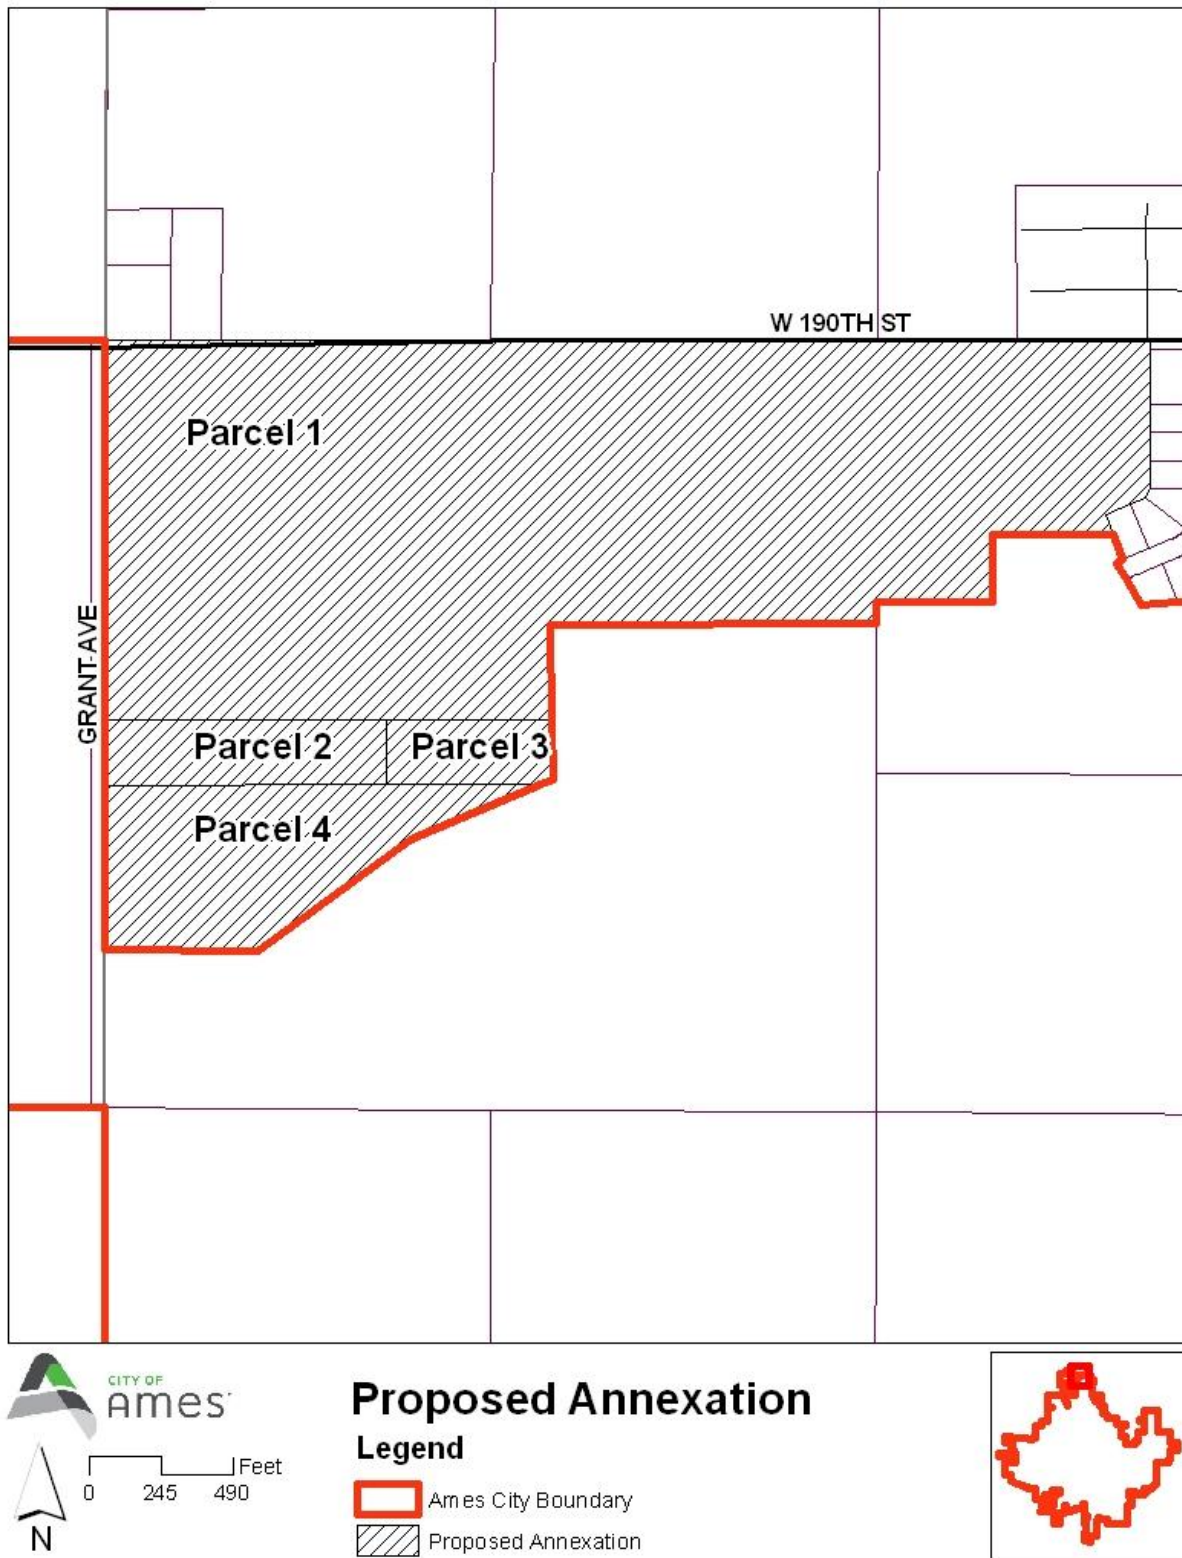 W 190TH ST
Parcel 1
GRANT AVE
Parcel 2
Parcel 3
Parcel 4
CITY OF
Ames
Proposed Annexation
Legend
Feet
0 245 490
Ames City Boundary
N
Proposed Annexation